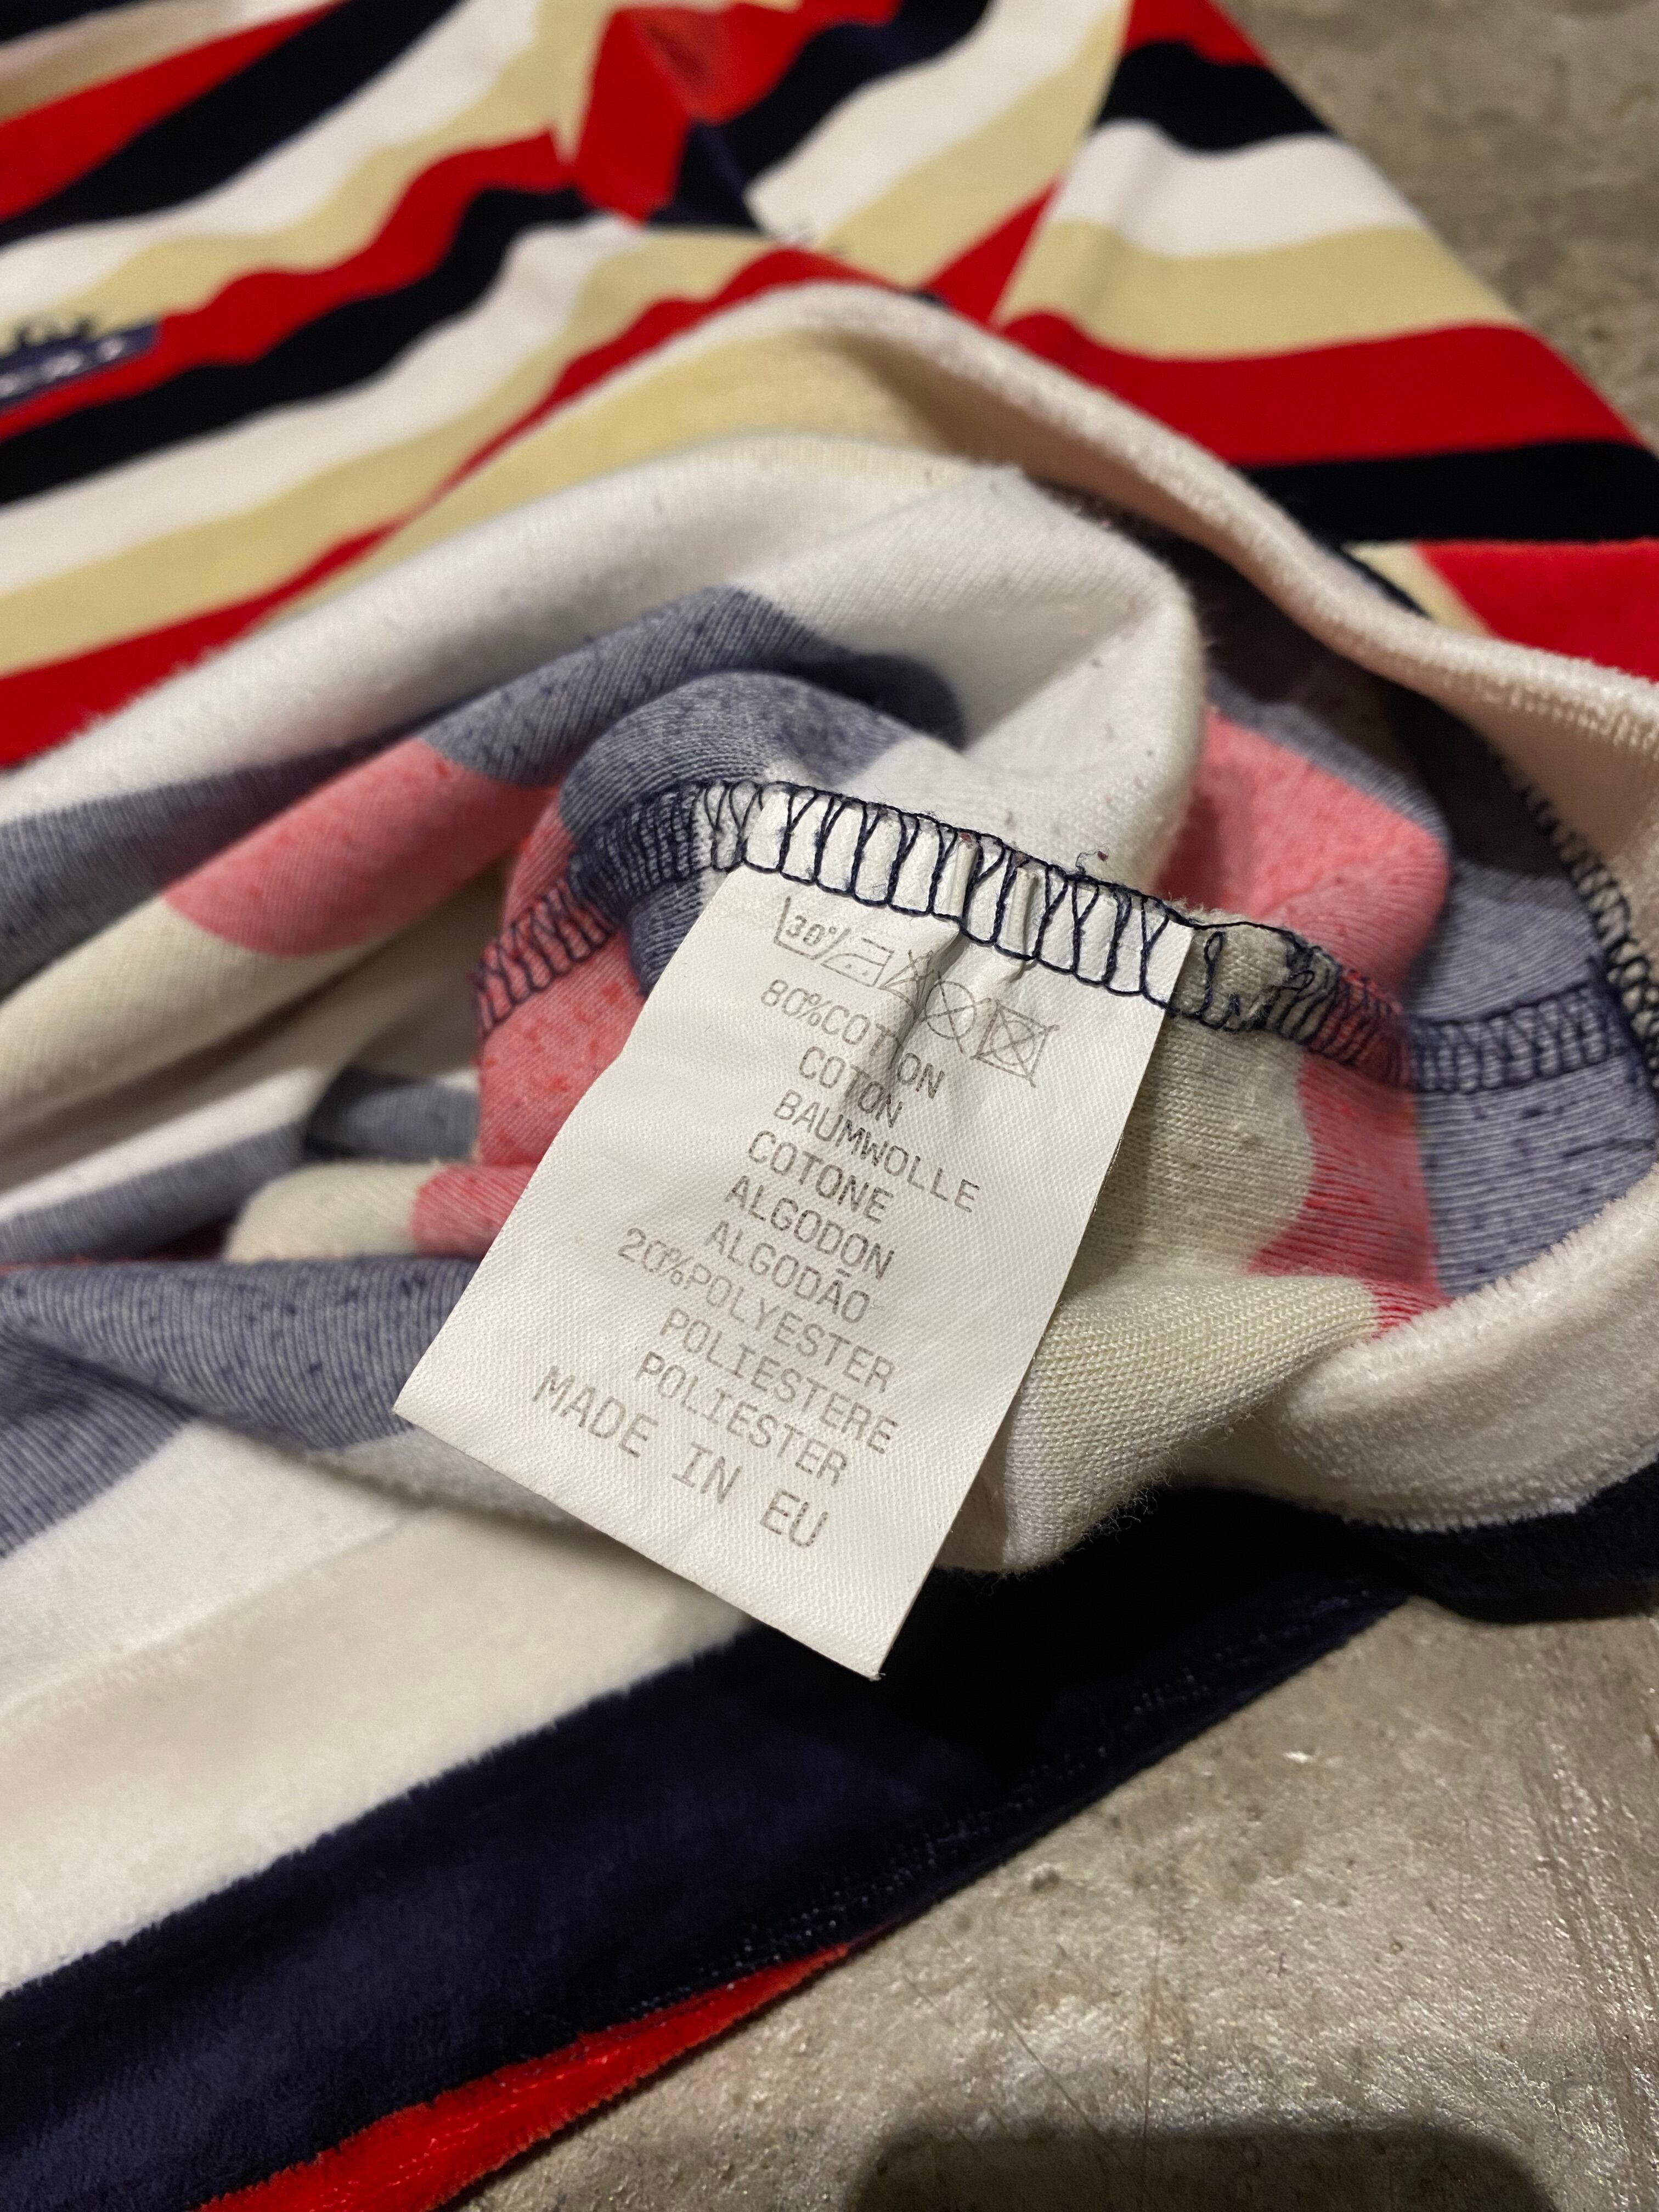 30°
80%COTTON
COTON
BAUMWOLLE
COTONE
ALGODON
ALGODÃO
20%POLYESTER
POLIESTERE
POLIESTER
MADE IN EU